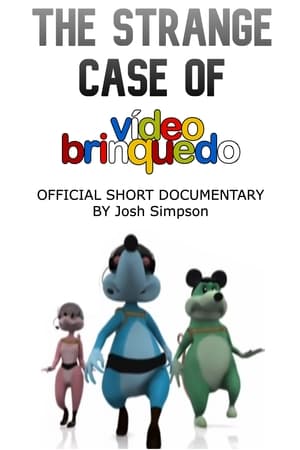 THE STRANGE
CASE OF
vídeo
brinquedo
OFFICIAL SHORT DOCUMENTARY
BY Josh Simpson